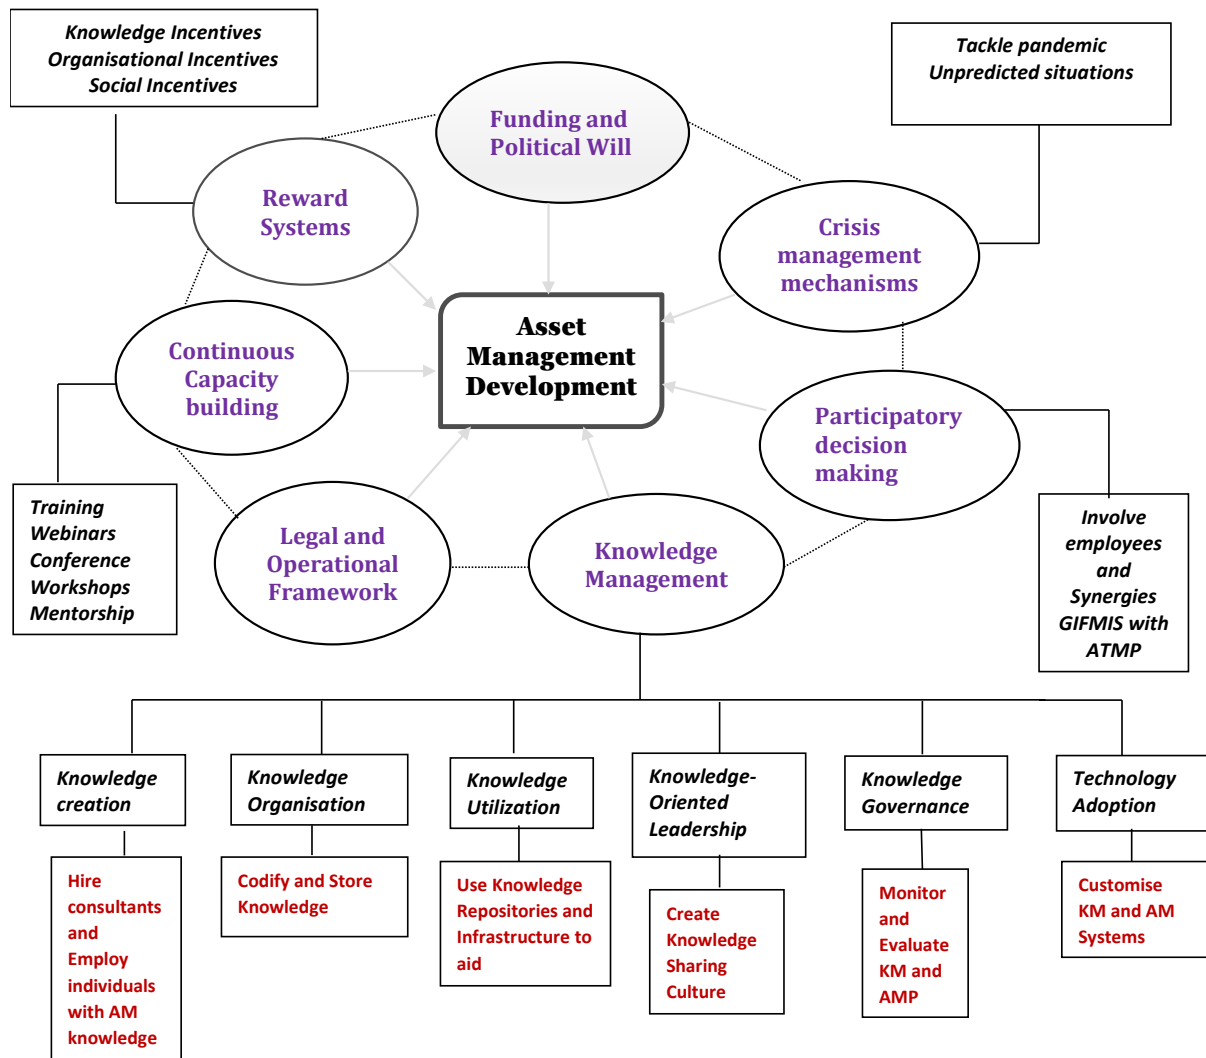 Knowledge Incentives
Organisational Incentives
Social Incentives
Tackle pandemic
Unpredicted situations
Funding and
Political Will
Reward
Systems
Crisis
management
mechanisms
Asset
Management
Development
Continuous
Capacity
building
Participatory
decision
making
Training
Webinars
Conference
Workshops
Mentorship
Legal and
Operational
Framework
Knowledge
Management
Involve
employees
and
Synergies
GIFMIS with
ATMP
Knowledge
creation
Knowledge
Organisation
Knowledge
Utilization
Knowledge-
Oriented
Leadership
Knowledge
Governance
Technology
Adoption
Hire
consultants
and
Employ
individuals
with AM
knowledge
Codify and Store
Knowledge
Use Knowledge
Repositories and
Infrastructure to
aid
Create
Knowledge
Sharing
Culture
Monitor
and
Evaluate
KM and
AMP
Customise
KM and AM
Systems